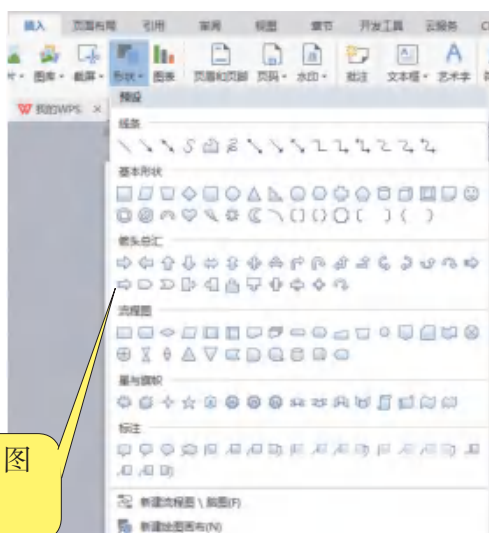 插入 页面布局 引用 审阅 视图 章节 开发工具 云服务
图库 截屏 形状 图表 页眉和页脚 页码 水印 批注 文本框 艺术字
W 我的WPS ×
预设
线条
基本形状
箭头总汇
流程图
星与旗帜
标注
图
新建流程图 \ 脑图(F)
新建绘图画布(N)